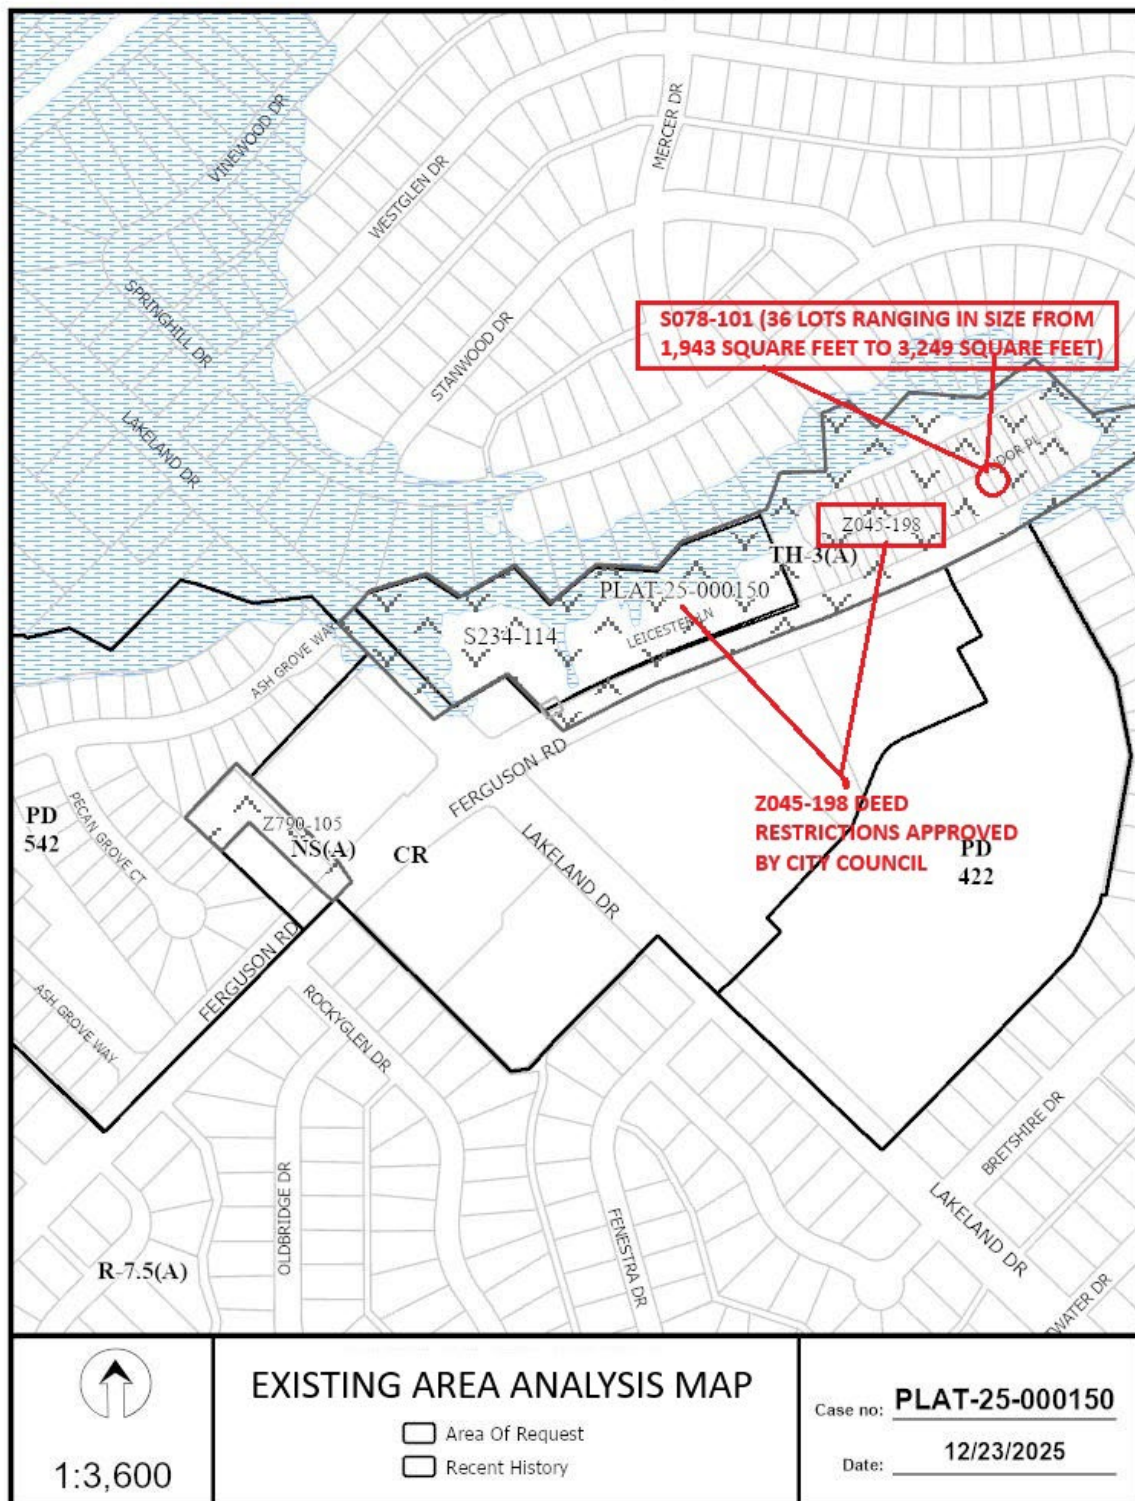 VINEWOOD DR
WESTGLEN DR
MERCER DR
SPRINGHILL DR
STANWOOD DR
LAKELAND DR
S078-101 (36 LOTS RANGING IN SIZE FROM
1,943 SQUARE FEET TO 3,249 SQUARE FEET)
DOR PL
Z045-198
TH-3(A)
PLAT-25-000150
S234-114
LEICESTER LN
ASH GROVE WAY
FERGUSON RD
PECAN GROVE CT
PD
542
Z790-105
NS(A)
CR
LAKELAND DR
Z045-198 DEED
RESTRICTIONS APPROVED
BY CITY COUNCIL
PD
422
FERGUSON RD
ASH GROVE WAY
ROCKYGLEN DR
OLDBRIDGE DR
FENESTRA DR
BRETSHIRE DR
LAKELAND DR
R-7.5(A)
DWATER DR
1:3,600
EXISTING AREA ANALYSIS MAP
Area Of Request
Recent History
Case no: PLAT-25-000150
Date: 12/23/2025